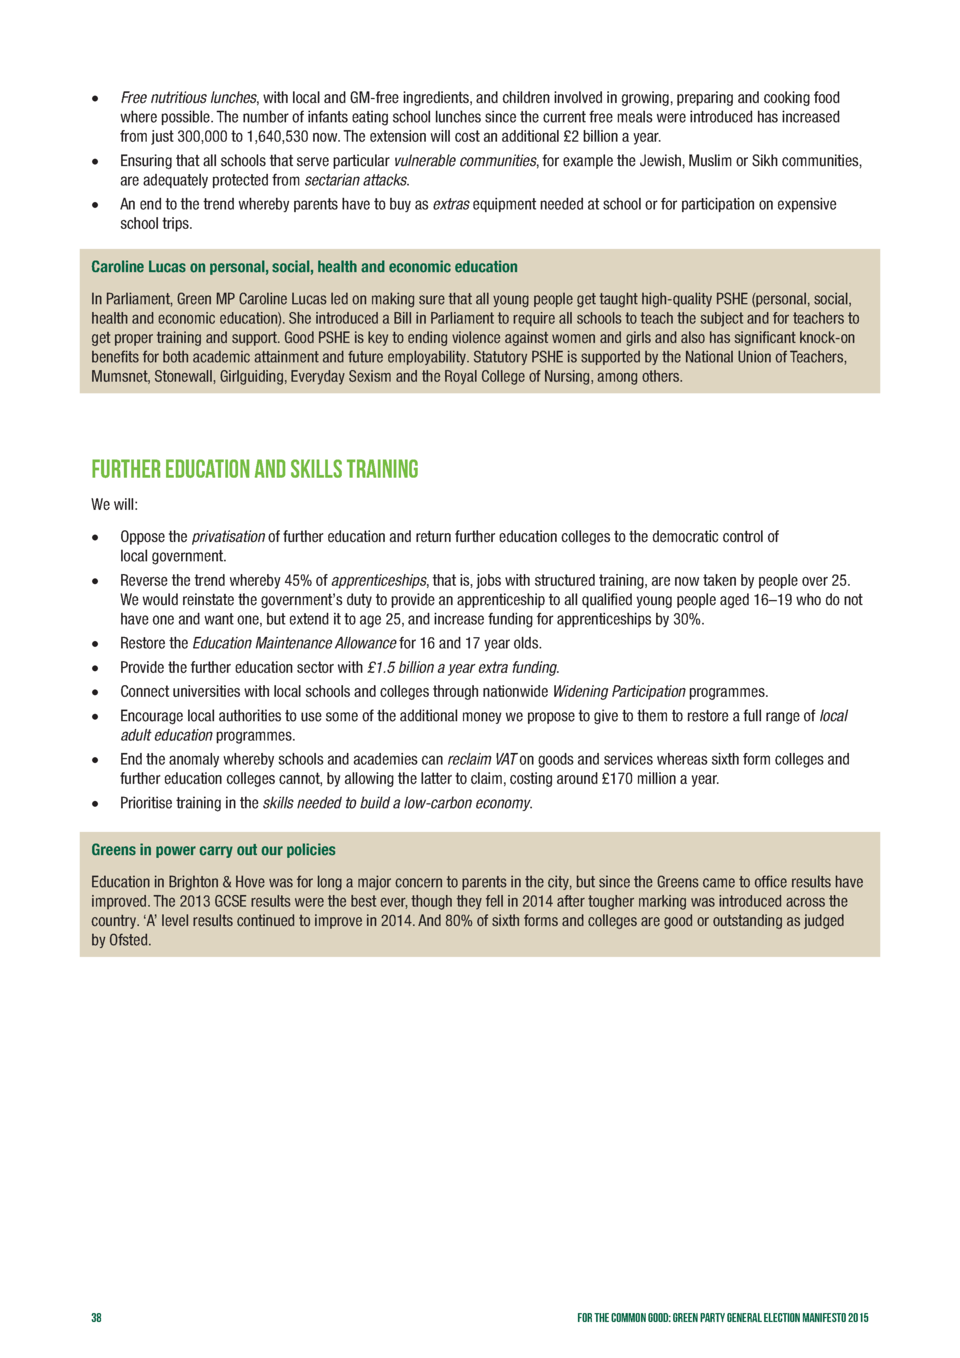 • Free nutritious lunches, with local and GM-free ingredients, and children involved in growing, preparing and cooking food
where possible. The number of infants eating school lunches since the current free meals were introduced has increased
from just 300,000 to 1,640,530 now. The extension will cost an additional £2 billion a year.
• Ensuring that all schools that serve particular vulnerable communities, for example the Jewish, Muslim or Sikh communities,
are adequately protected from sectarian attacks.
• An end to the trend whereby parents have to buy as extras equipment needed at school or for participation on expensive
school trips.
Caroline Lucas on personal, social, health and economic education
In Parliament, Green MP Caroline Lucas led on making sure that all young people get taught high-quality PSHE (personal, social,
health and economic education). She introduced a Bill in Parliament to require all schools to teach the subject and for teachers to
get proper training and support. Good PSHE is key to ending violence against women and girls and also has significant knock-on
benefits for both academic attainment and future employability. Statutory PSHE is supported by the National Union of Teachers,
Mumsnet, Stonewall, Girlguiding, Everyday Sexism and the Royal College of Nursing, among others.
FURTHER EDUCATION AND SKILLS TRAINING
We will:
• Oppose the privatisation of further education and return further education colleges to the democratic control of
local government.
• Reverse the trend whereby 45% of apprenticeships, that is, jobs with structured training, are now taken by people over 25.
We would reinstate the government's duty to provide an apprenticeship to all qualified young people aged 16–19 who do not
have one and want one, but extend it to age 25, and increase funding for apprenticeships by 30%.
• Restore the Education Maintenance Allowance for 16 and 17 year olds.
• Provide the further education sector with £1.5 billion a year extra funding.
• Connect universities with local schools and colleges through nationwide Widening Participation programmes.
• Encourage local authorities to use some of the additional money we propose to give to them to restore a full range of local
adult education programmes.
• End the anomaly whereby schools and academies can reclaim VAT on goods and services whereas sixth form colleges and
further education colleges cannot, by allowing the latter to claim, costing around £170 million a year.
• Prioritise training in the skills needed to build a low-carbon economy.
Greens in power carry out our policies
Education in Brighton & Hove was for long a major concern to parents in the city, but since the Greens came to office results have
improved. The 2013 GCSE results were the best ever, though they fell in 2014 after tougher marking was introduced across the
country. 'A' level results continued to improve in 2014. And 80% of sixth forms and colleges are good or outstanding as judged
by Ofsted.
38
FOR THE COMMON GOOD: GREEN PARTY GENERAL ELECTION MANIFESTO 2015